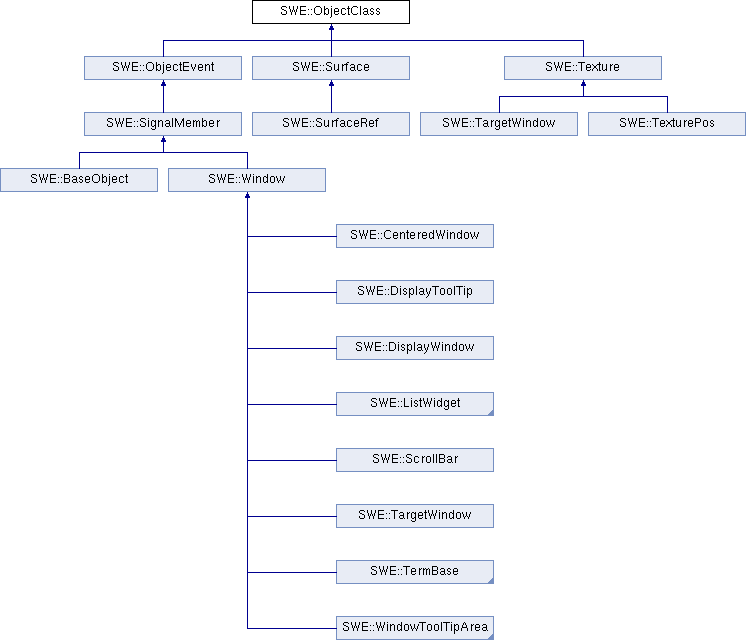 SWE::ObjectClass
SWE::ObjectEvent
SWE::Surface
SWE::Texture
SWE::SignalMember
SWE::SurfaceRef
SWE::TargetWindow
SWE::TexturePos
SWE::BaseObject
SWE::Window
SWE::CenteredWindow
SWE::DisplayToolTip
SWE::DisplayWindow
SWE::ListWidget
SWE::ScrollBar
SWE::TargetWindow
SWE::TermBase
SWE::WindowToolTipArea